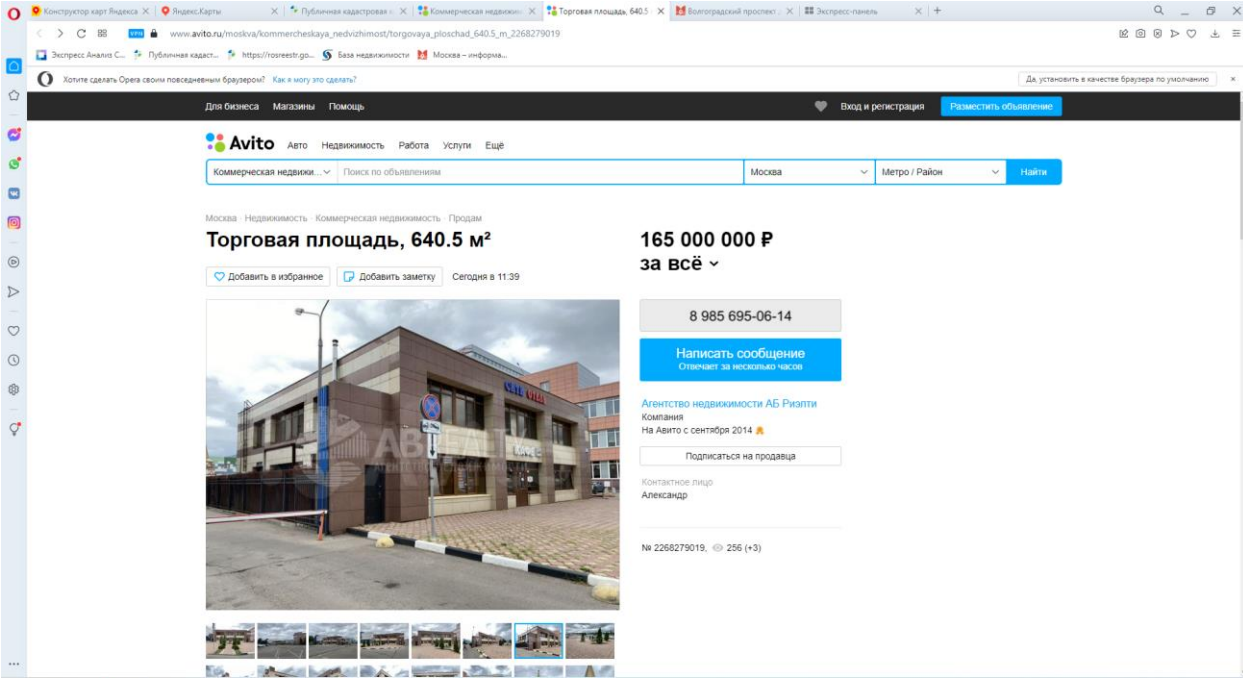 Конструктор карт Яндекса
Яндекс.Карты
Публичная кадастровая к
Коммерческая недвижимо
Торговая площадь, 640.5
Волгоградский проспект
Экспресс-панель
VPN
www.avito.ru/moskva/kommercheskaya_nedvizhimost/torgovaya_ploschad_640.5_m_2268279019
Экспресс Анализ С...
Публичная кадаст...
https://rosreestr.go...
База недвижимости
Москва – информа...
Хотите сделать Opera своим повседневным браузером?
Как я могу это сделать?
Да, установить в качестве браузера по умолчанию
Для бизнеса Магазины Помощь
Вход и регистрация
Разместить объявление
Avito
Авто Недвижимость Работа Услуги Ещё
Коммерческая недвижи...
Поиск по объявлениям
Москва
Метро / Район
Найти
Москва · Недвижимость · Коммерческая недвижимость · Продам
Торговая площадь, 640.5 м²
165 000 000 ₽
за всё
Добавить в избранное
Добавить заметку
Сегодня в 11:39
8 985 695-06-14
Написать сообщение
Отвечает за несколько часов
Агентство недвижимости АБ Риэлти
Компания
На Авито с сентября 2014
Подписаться на продавца
Контактное лицо
Александр
№ 2268279019, 256 (+3)